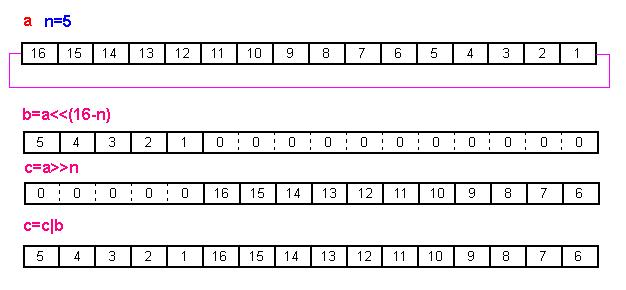 a n=5
16 15 14 13 12 11 10 9 8 7 6 5 4 3 2 1
b=a<<(16-n)
5 4 3 2 1 0 0 0 0 0 0 0 0 0 0 0
c=a>>n
0 0 0 0 0 16 15 14 13 12 11 10 9 8 7 6
c=c|b
5 4 3 2 1 16 15 14 13 12 11 10 9 8 7 6